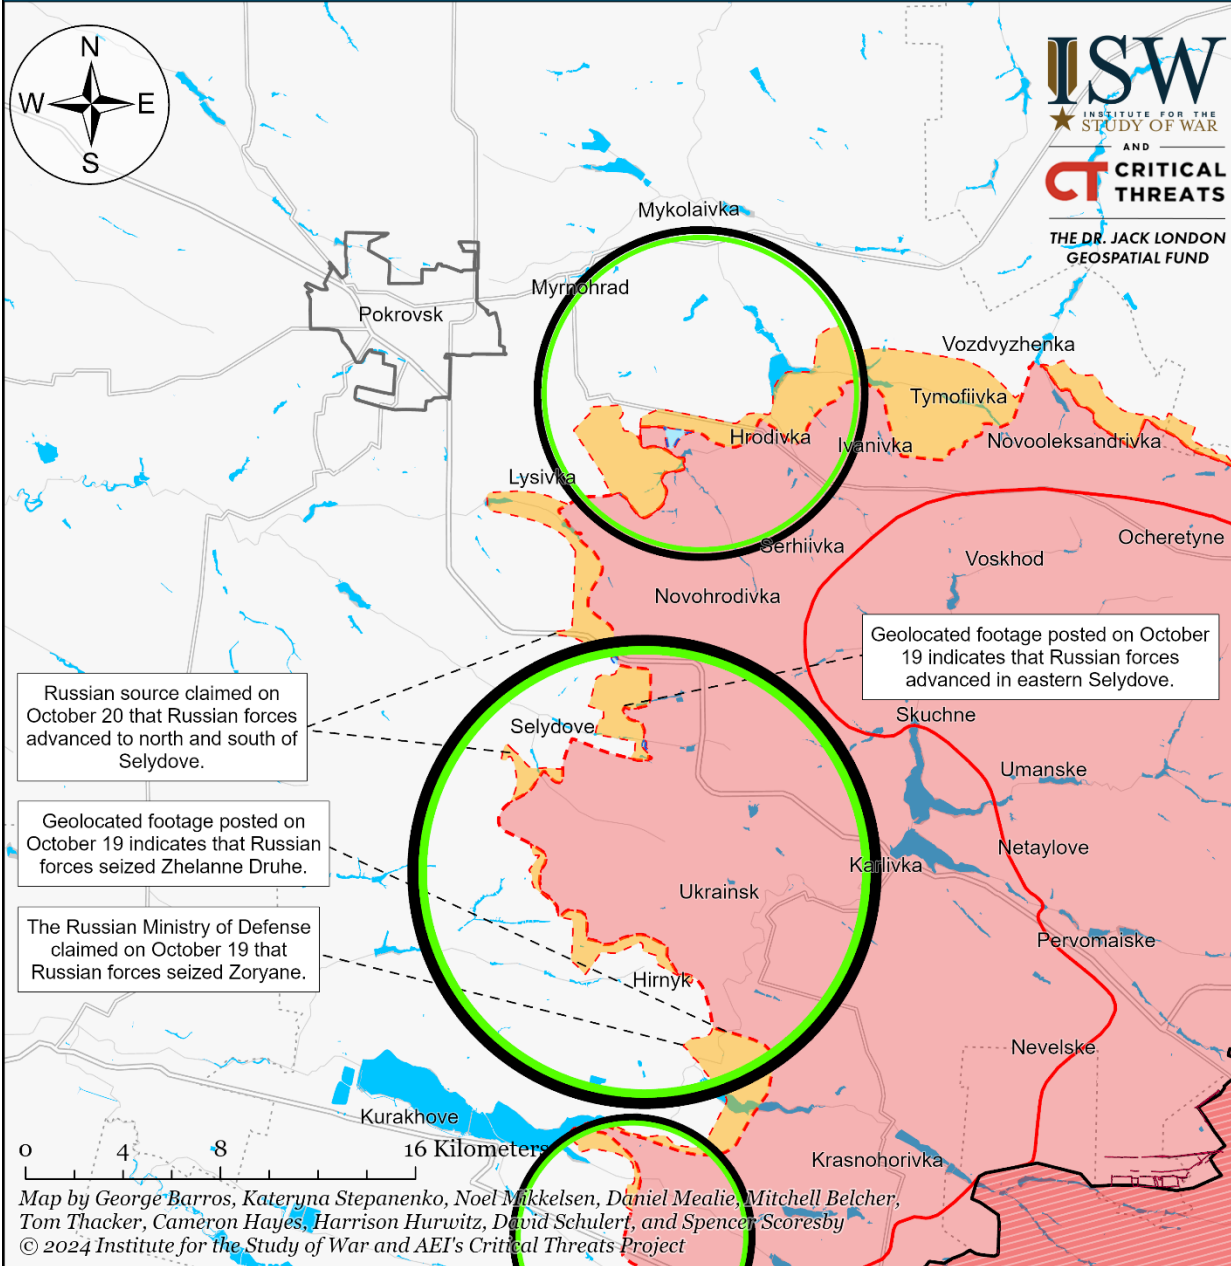 N
W
E
S
ISW
INSTITUTE FOR THE
STUDY OF WAR
AND
CT CRITICAL
THREATS
THE DR. JACK LONDON
GEOSPATIAL FUND
Mykolaivka
Myrnohrad
Pokrovsk
Vozdvyzhenka
Tymofiivka
Hrodivka
Ivanivka
Novooleksandrivka
Lysivka
Serhiivka
Voskhod
Ocheretyne
Novohrodivka
Geolocated footage posted on October
19 indicates that Russian forces
advanced in eastern Selydove.
Russian source claimed on
October 20 that Russian forces
advanced to north and south of
Selydove.
Selydove
Skuchne
Umanske
Geolocated footage posted on
October 19 indicates that Russian
forces seized Zhelanne Druhe.
Netaylove
Karlivka
Ukrainsk
The Russian Ministry of Defense
claimed on October 19 that
Russian forces seized Zoryane.
Pervomaiske
Hirnyk
Nevelske
Kurakhove
Krasnohorivka
0 4 8 16 Kilometers
Map by George Barros, Kateryna Stepanenko, Noel Mikkelsen, Daniel Mealie, Mitchell Belcher,
Tom Thacker, Cameron Hayes, Harrison Hurwitz, David Schulert, and Spencer Scoresby
© 2024 Institute for the Study of War and AEI's Critical Threats Project